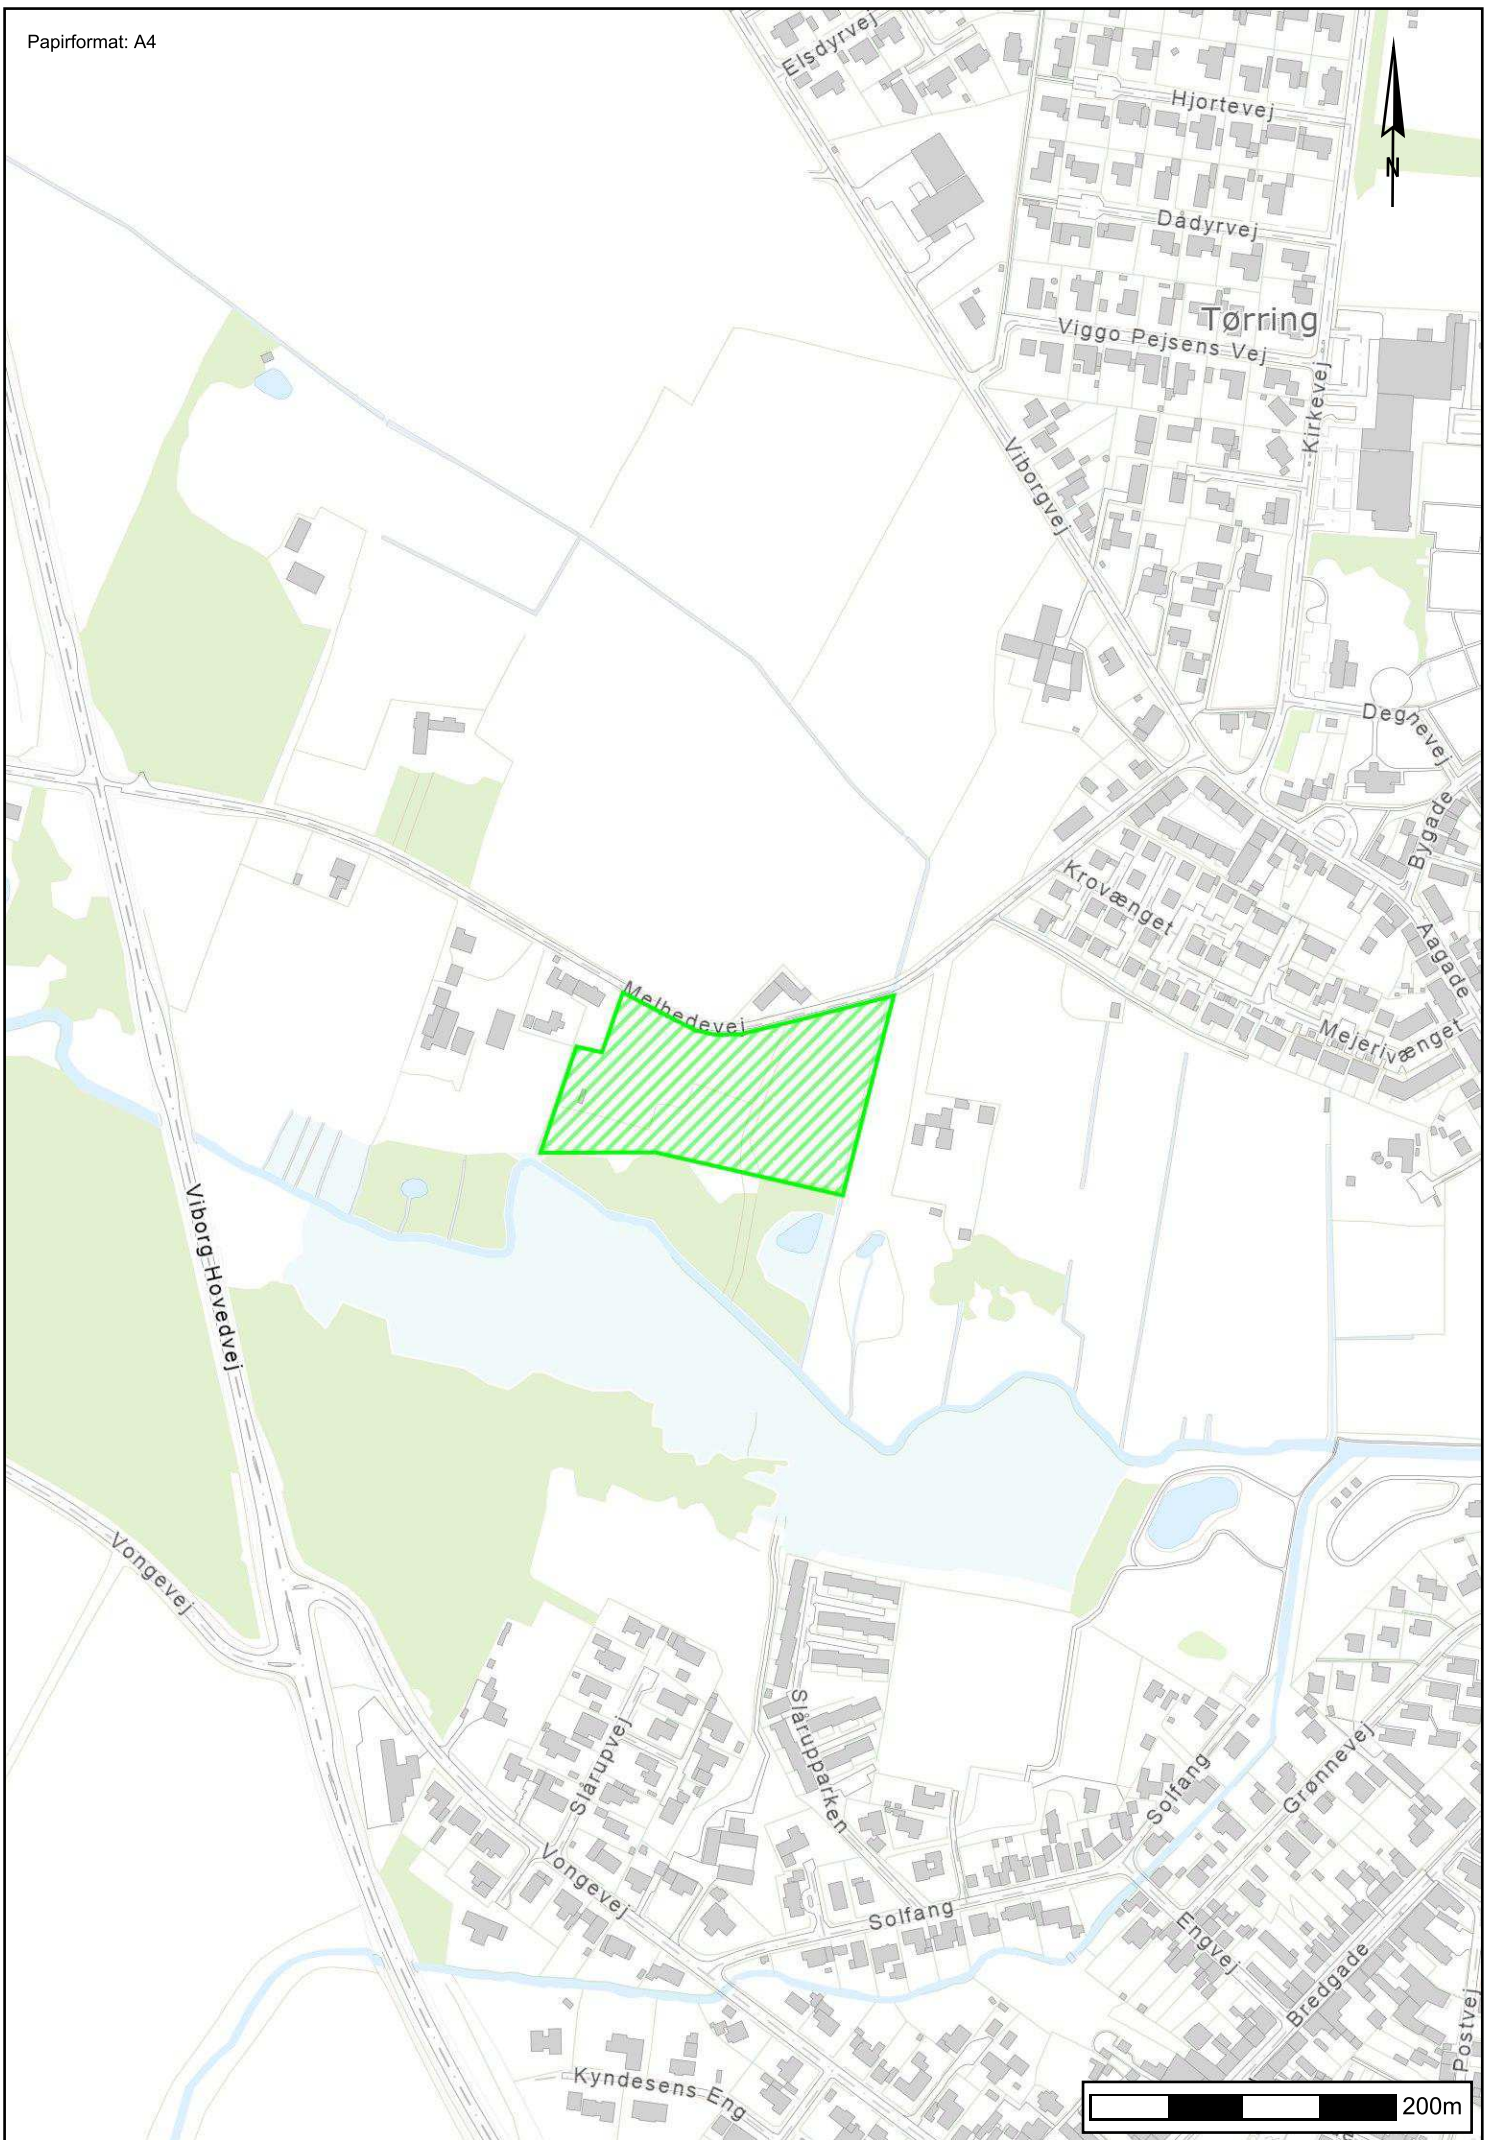 Papirformat: A4
Elsdyrvej
Hjortevej
N
Dådyrvej
Tørring
Viggo Pejsens Vej
Kirkevej
Viborgvej
Degnevej
Bygade
Krovænget
Aagade
Melhedevej
Mejerivænget
Viborg Hovedvej
Vongevej
Slårupvej
Slårupparken
Solfang
Grønnevej
Vongevej
Solfang
Engvej
Bredgade
Postvej
Kyndesens Eng
200m